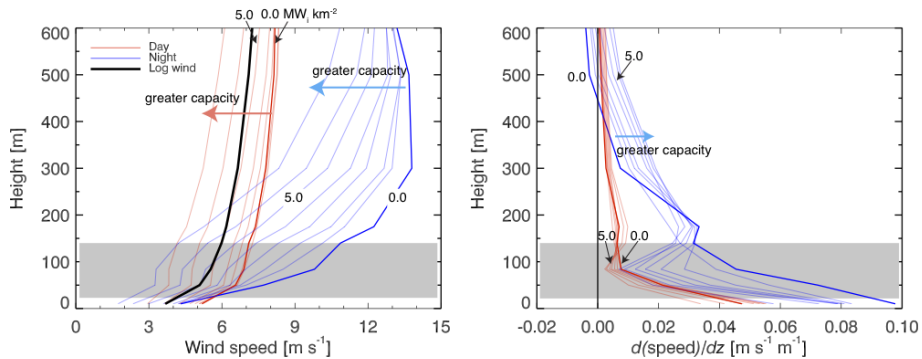 5.0 0.0 MWi km-2
600
500
400
300
200
100
0
Height [m]
Day
Night
Log wind
greater capacity
greater capacity
5.0
0.0
0 3 6 9 12 15
Wind speed [m s-1]
600
500
400
300
200
100
0
Height [m]
0.0
5.0
greater capacity
5.0
0.0
-0.02 0.00 0.02 0.04 0.06 0.08 0.10
d(speed)/dz [m s-1 m-1]